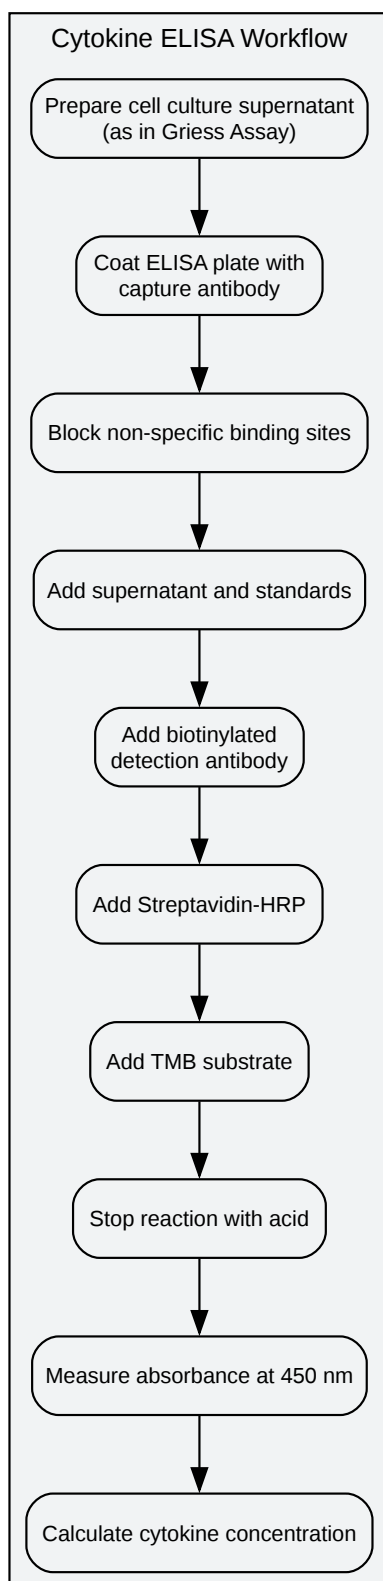 Cytokine ELISA Workflow
Prepare cell culture supernatant
(as in Griess Assay)
Coat ELISA plate with
capture antibody
Block non-specific binding sites
Add supernatant and standards
Add biotinylated
detection antibody
Add Streptavidin-HRP
Add TMB substrate
Stop reaction with acid
Measure absorbance at 450 nm
Calculate cytokine concentration